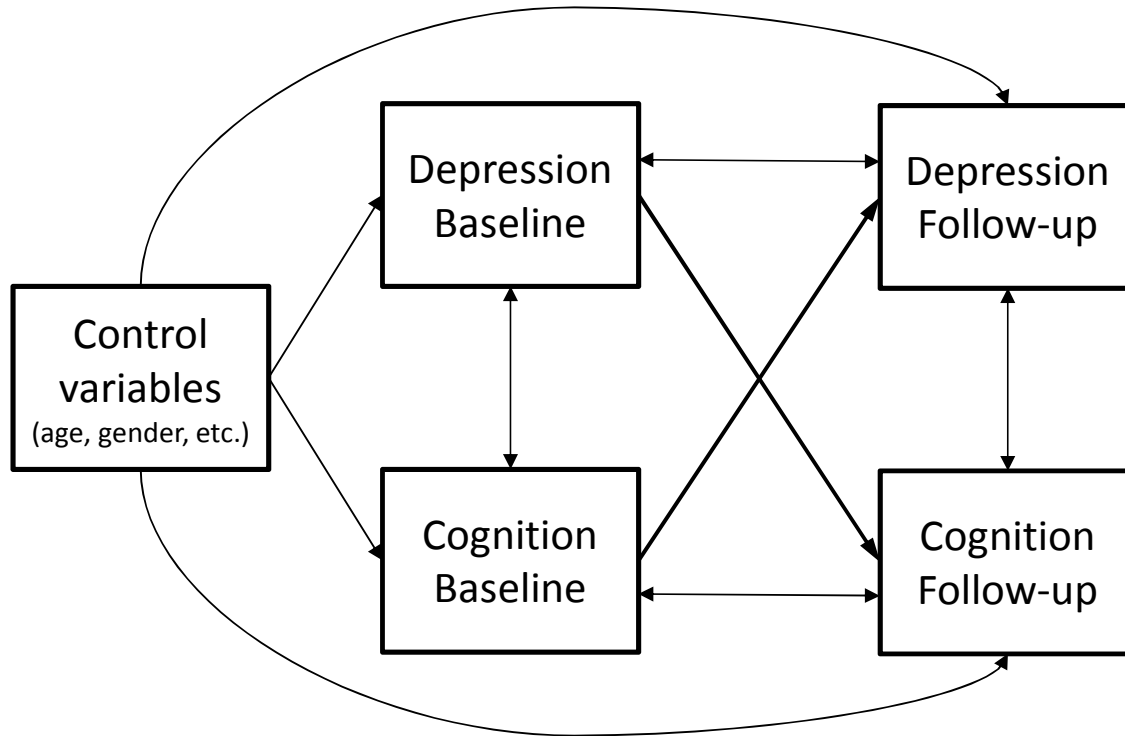 Depression
Baseline
Depression
Follow-up
Control
variables
(age, gender, etc.)
Cognition
Baseline
Cognition
Follow-up